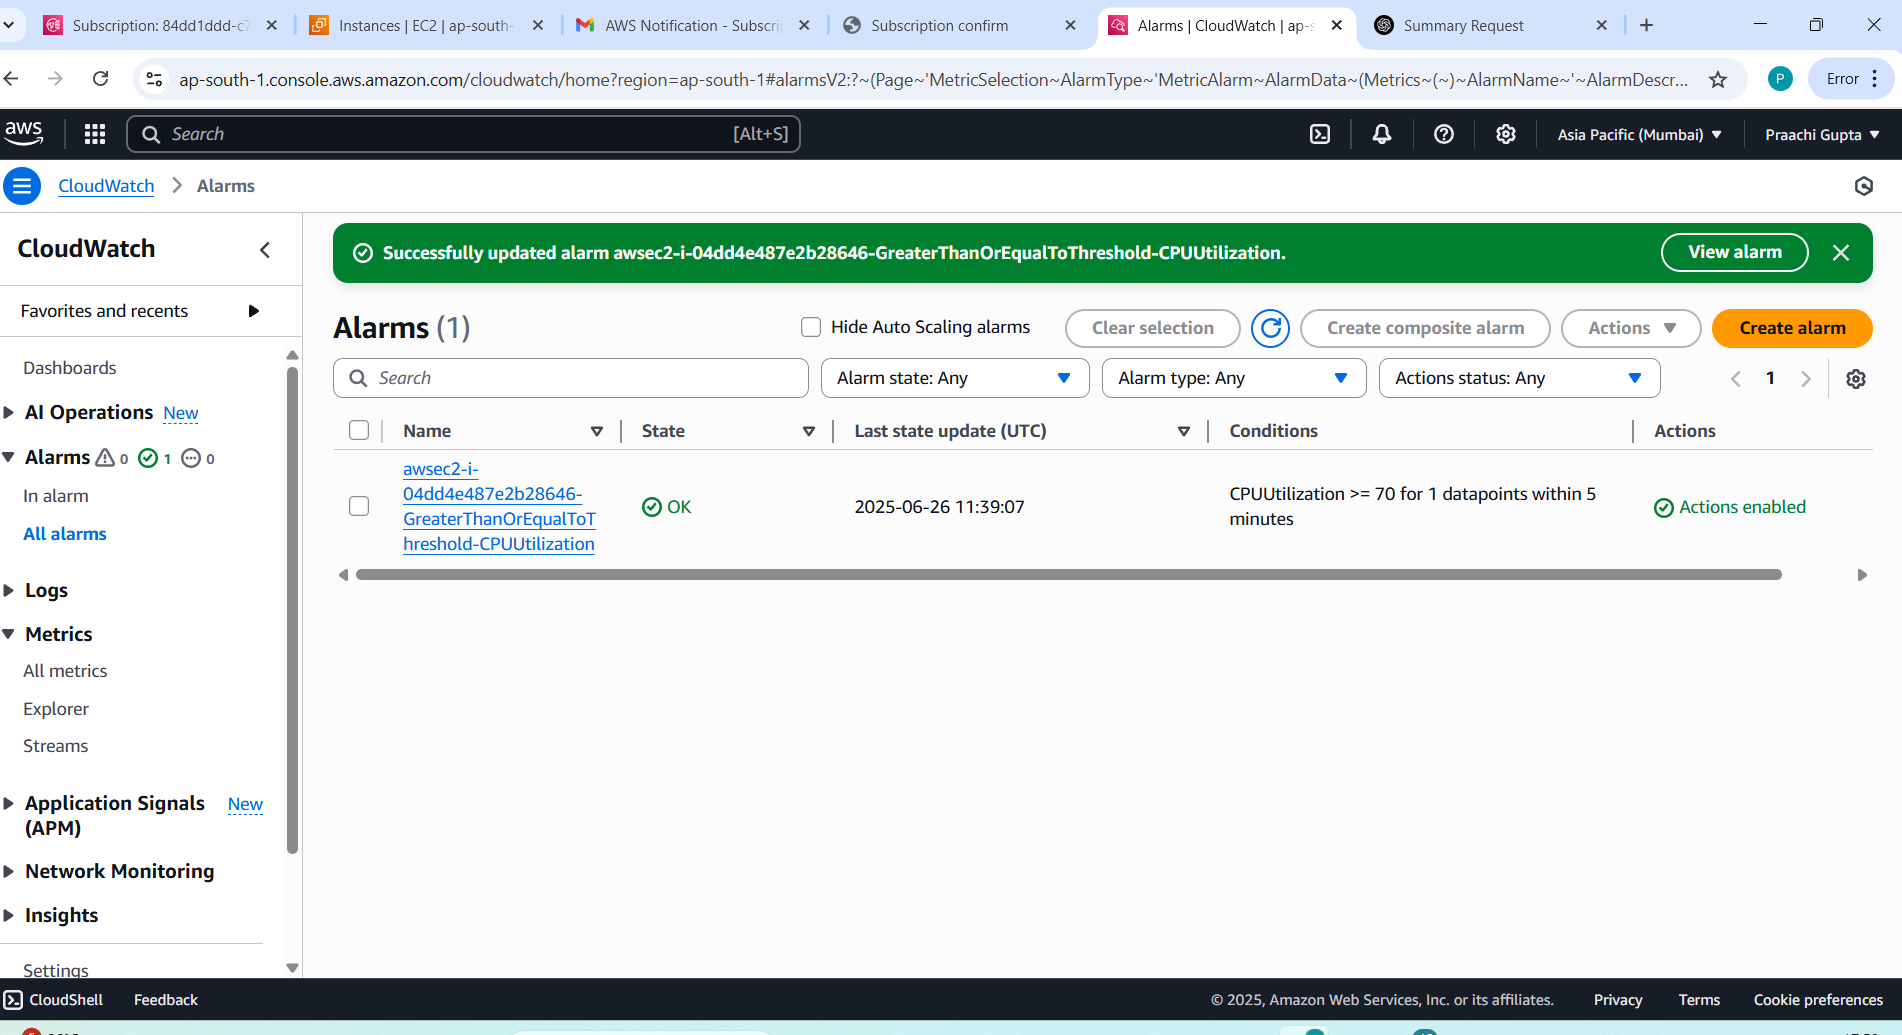 Subscription: 84dd1ddd-c7
Instances | EC2 | ap-south-
AWS Notification - Subscri
Subscription confirm
Alarms | CloudWatch | ap-s
Summary Request
ap-south-1.console.aws.amazon.com/cloudwatch/home?region=ap-south-1#alarmsV2:?~(Page~'MetricSelection~AlarmType~'MetricAlarm~AlarmData~(Metrics~(~)~AlarmName~'~AlarmDescr...
P
Error
aws
Search
[Alt+S]
Asia Pacific (Mumbai)
Praachi Gupta
CloudWatch
Alarms
CloudWatch
Favorites and recents
Dashboards
AI Operations New
Alarms 0 1 0
In alarm
All alarms
Logs
Metrics
All metrics
Explorer
Streams
Application Signals New
(APM)
Network Monitoring
Insights
Settings
Successfully updated alarm awsec2-i-04dd4e487e2b28646-GreaterThanOrEqualToThreshold-CPUUtilization.
View alarm
Alarms (1)
Hide Auto Scaling alarms
Clear selection
Create composite alarm
Actions
Create alarm
Search
Alarm state: Any
Alarm type: Any
Actions status: Any
1
Name
State
Last state update (UTC)
Conditions
Actions
awsec2-i-
04dd4e487e2b28646-
GreaterThanOrEqualToT
hreshold-CPUUtilization
OK
2025-06-26 11:39:07
CPUUtilization >= 70 for 1 datapoints within 5
minutes
Actions enabled
CloudShell
Feedback
© 2025, Amazon Web Services, Inc. or its affiliates.
Privacy
Terms
Cookie preferences